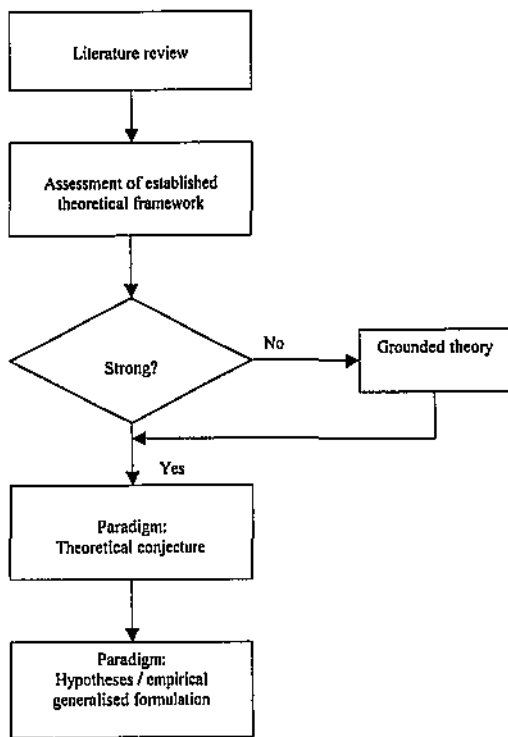 Literature review
Assessment of established
theoretical framework
Strong?
No
Grounded theory
Yes
Paradigm:
Theoretical conjecture
Paradigm:
Hypotheses / empirical
generalised formulation